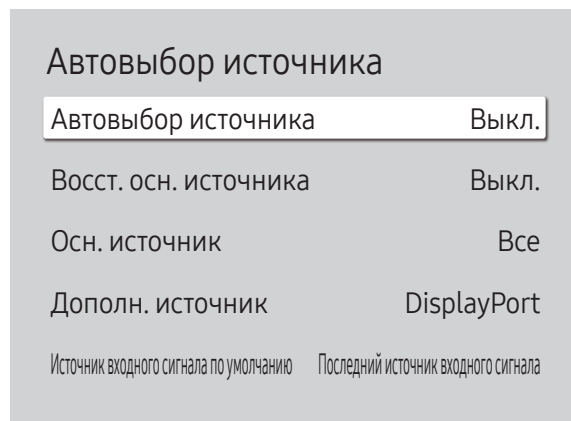 Автовыбор источника
Автовыбор источника Выкл.
Восст. осн. источника Выкл.
Осн. источник Все
Дополн. источник DisplayPort
Источник входного сигнала по умолчанию Последний источник входного сигнала